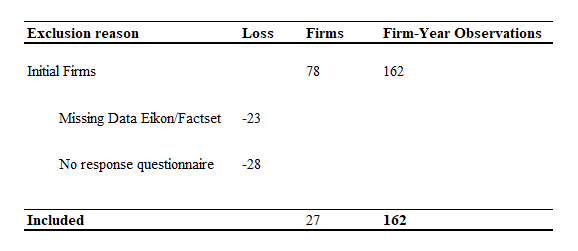 Exclusion reason Loss Firms Firm-Year Observations
Initial Firms 78 162
Missing Data Eikon/Factset -23
No response questionnaire -28
Included 27 162